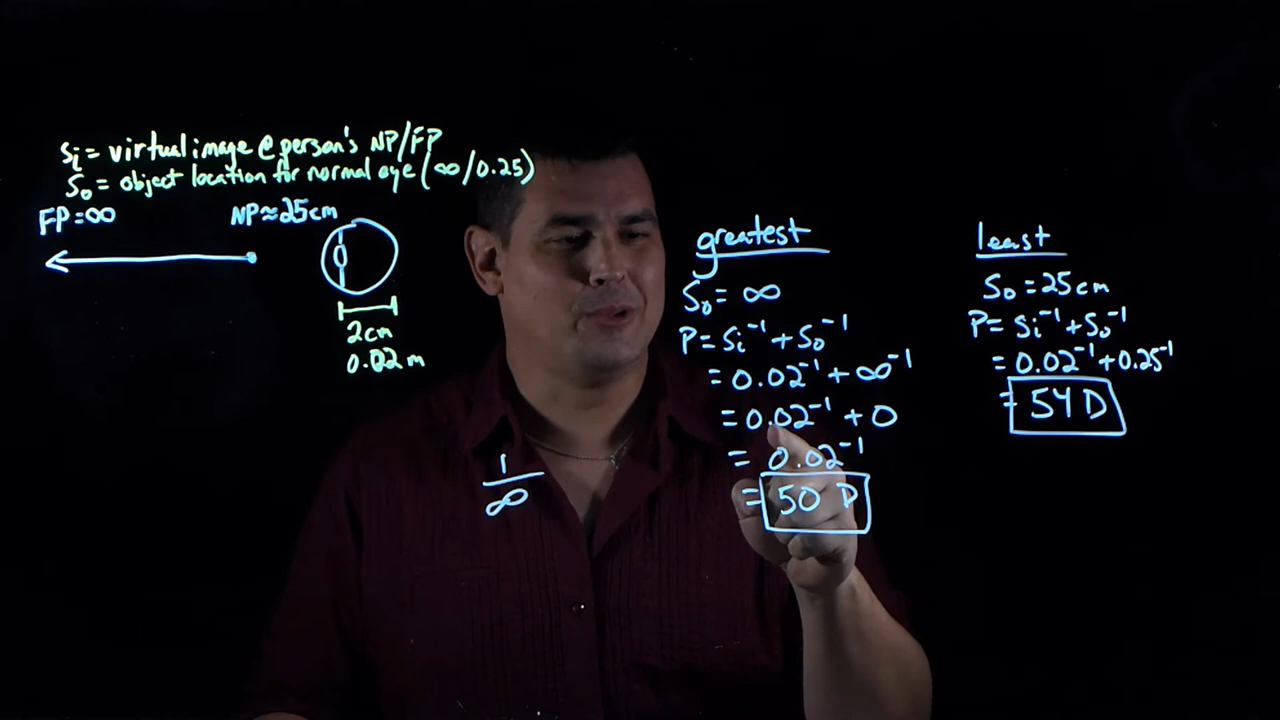 Si = virtual image @ person's NP/FP
So = object location for normal eye (∞/0.25)
FP=∞
NP≈25cm
2cm
0.02 m
1
∞
greatest
So = ∞
P = Si⁻¹ + So⁻¹
= 0.02⁻¹ + ∞⁻¹
= 0.02⁻¹ + 0
= 0.02⁻¹
= 50 D
least
So = 25cm
P = Si⁻¹ + So⁻¹
= 0.02⁻¹ + 0.25⁻¹
= 54 D